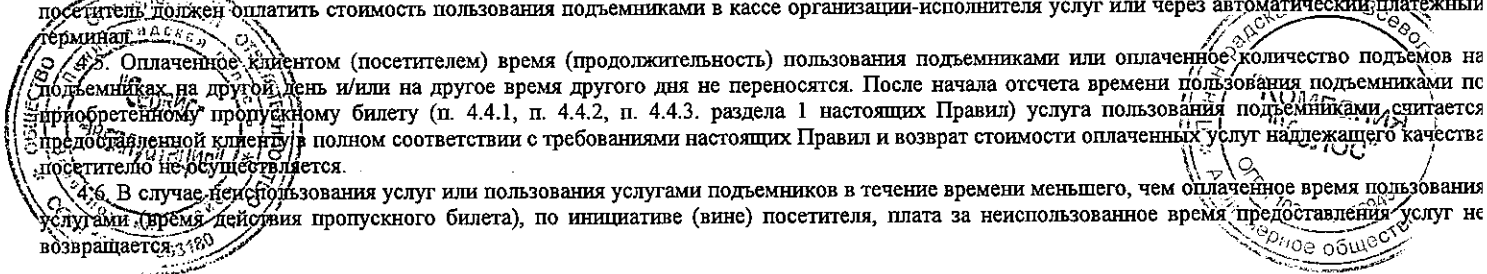 посетитель должен оплатить стоимость пользования подъемниками в кассе организации-исполнителя услуг или через автоматический платежный
терминал.
4.5. Оплаченное клиентом (посетителем) время (продолжительность) пользования подъемниками или оплаченное количество подъемов на
подъемниках на другой день и/или на другое время другого дня не переносятся. После начала отсчета времени пользования подъемниками по
приобретенному пропускному билету (п. 4.4.1, п. 4.4.2, п. 4.4.3. раздела 1 настоящих Правил) услуга пользования подъемниками считается
предоставленной клиенту в полном соответствии с требованиями настоящих Правил и возврат стоимости оплаченных услуг надлежащего качества
посетителю не осуществляется.
4.6. В случае неиспользования услуг или пользования услугами подъемников в течение времени меньшего, чем оплаченное время пользования
услугами (время действия пропускного билета), по инициативе (вине) посетителя, плата за неиспользованное время предоставления услуг не
возвращается.